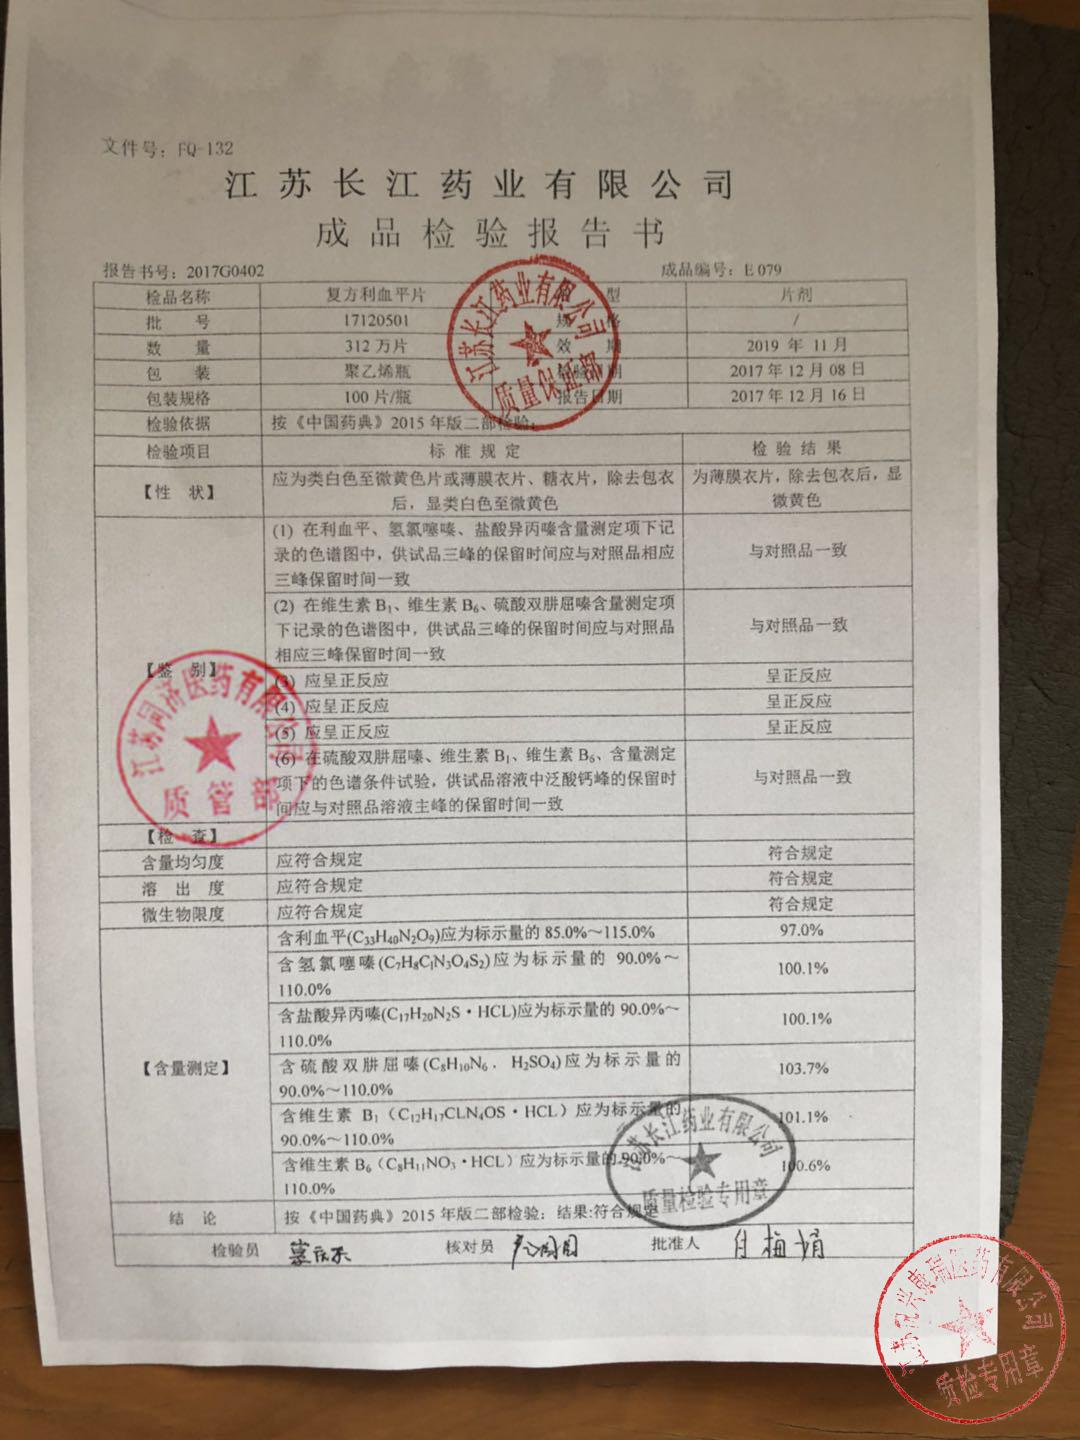 文件号：FQ-132
江苏长江药业有限公司
成品检验报告书
报告书号：2017G0402 成品编号：E 079
检品名称 复方利血平片 型 片剂
批 号 17120501 规 格 /
数 量 312 万片 效 期 2019 年 11 月
包 装 聚乙烯瓶 检验日期 2017 年 12 月 08 日
包装规格 100 片/瓶 报告日期 2017 年 12 月 16 日
检验依据 按《中国药典》2015 年版二部检验：
检验项目 标 准 规 定 检 验 结 果
【性 状】 应为类白色至微黄色片或薄膜衣片、糖衣片，除去包衣 为薄膜衣片，除去包衣后，显
后，显类白色至微黄色 微黄色
【鉴 别】
(1) 在利血平、氢氯噻嗪、盐酸异丙嗪含量测定项下记
录的色谱图中，供试品三峰的保留时间应与对照品相应 与对照品一致
三峰保留时间一致
(2) 在维生素 B₁、维生素 B₆、硫酸双肼屈嗪含量测定项
下记录的色谱图中，供试品三峰的保留时间应与对照品 与对照品一致
相应三峰保留时间一致
(3) 应呈正反应 呈正反应
(4) 应呈正反应 呈正反应
(5) 应呈正反应 呈正反应
(6) 在硫酸双肼屈嗪、维生素 B₁、维生素 B₆、含量测定
项下的色谱条件试验，供试品溶液中泛酸钙峰的保留时 与对照品一致
间应与对照品溶液主峰的保留时间一致
【检 查】
含量均匀度 应符合规定 符合规定
溶 出 度 应符合规定 符合规定
微生物限度 应符合规定 符合规定
【含量测定】
含利血平(C₃₃H₄₀N₂O₉)应为标示量的 85.0%～115.0% 97.0%
含氢氯噻嗪(C₇H₈ClN₃O₄S₂)应为标示量的 90.0%～ 100.1%
110.0%
含盐酸异丙嗪(C₁₇H₂₀N₂S·HCL)应为标示量的 90.0%～ 100.1%
110.0%
含硫酸双肼屈嗪(C₈H₁₀N₆．H₂SO₄)应为标示量的 103.7%
90.0%～110.0%
含维生素 B₁（C₁₂H₁₇CLN₄OS·HCL）应为标示量的 101.1%
90.0%～110.0%
含维生素 B₆（C₈H₁₁NO₃·HCL）应为标示量的 90.0%～ 100.6%
110.0%
结 论 按《中国药典》2015 年版二部检验：结果:符合规定
检验员 核对员 批准人
江苏长江药业有限公司
质量保证部
江苏同济医药有限公司
质管部
江苏长江药业有限公司
质量检验专用章
医药有限公司
质检专用章